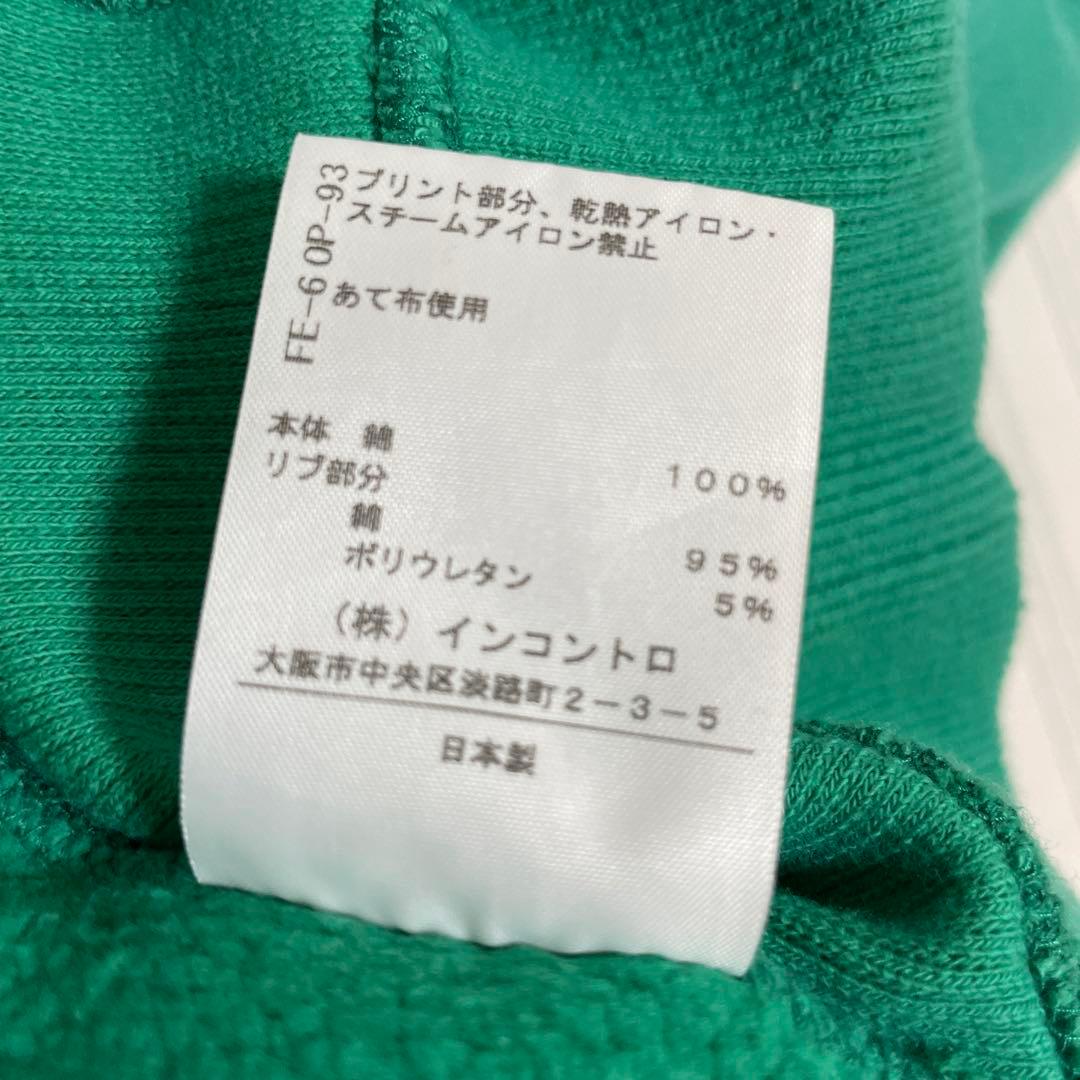 FE-60P-93
プリント部分、乾熱アイロン・
スチームアイロン禁止
あて布使用
本体 綿 100%
リブ部分
綿 95%
ポリウレタン 5%
(株)インコントロ
大阪市中央区淡路町2-3-5
日本製